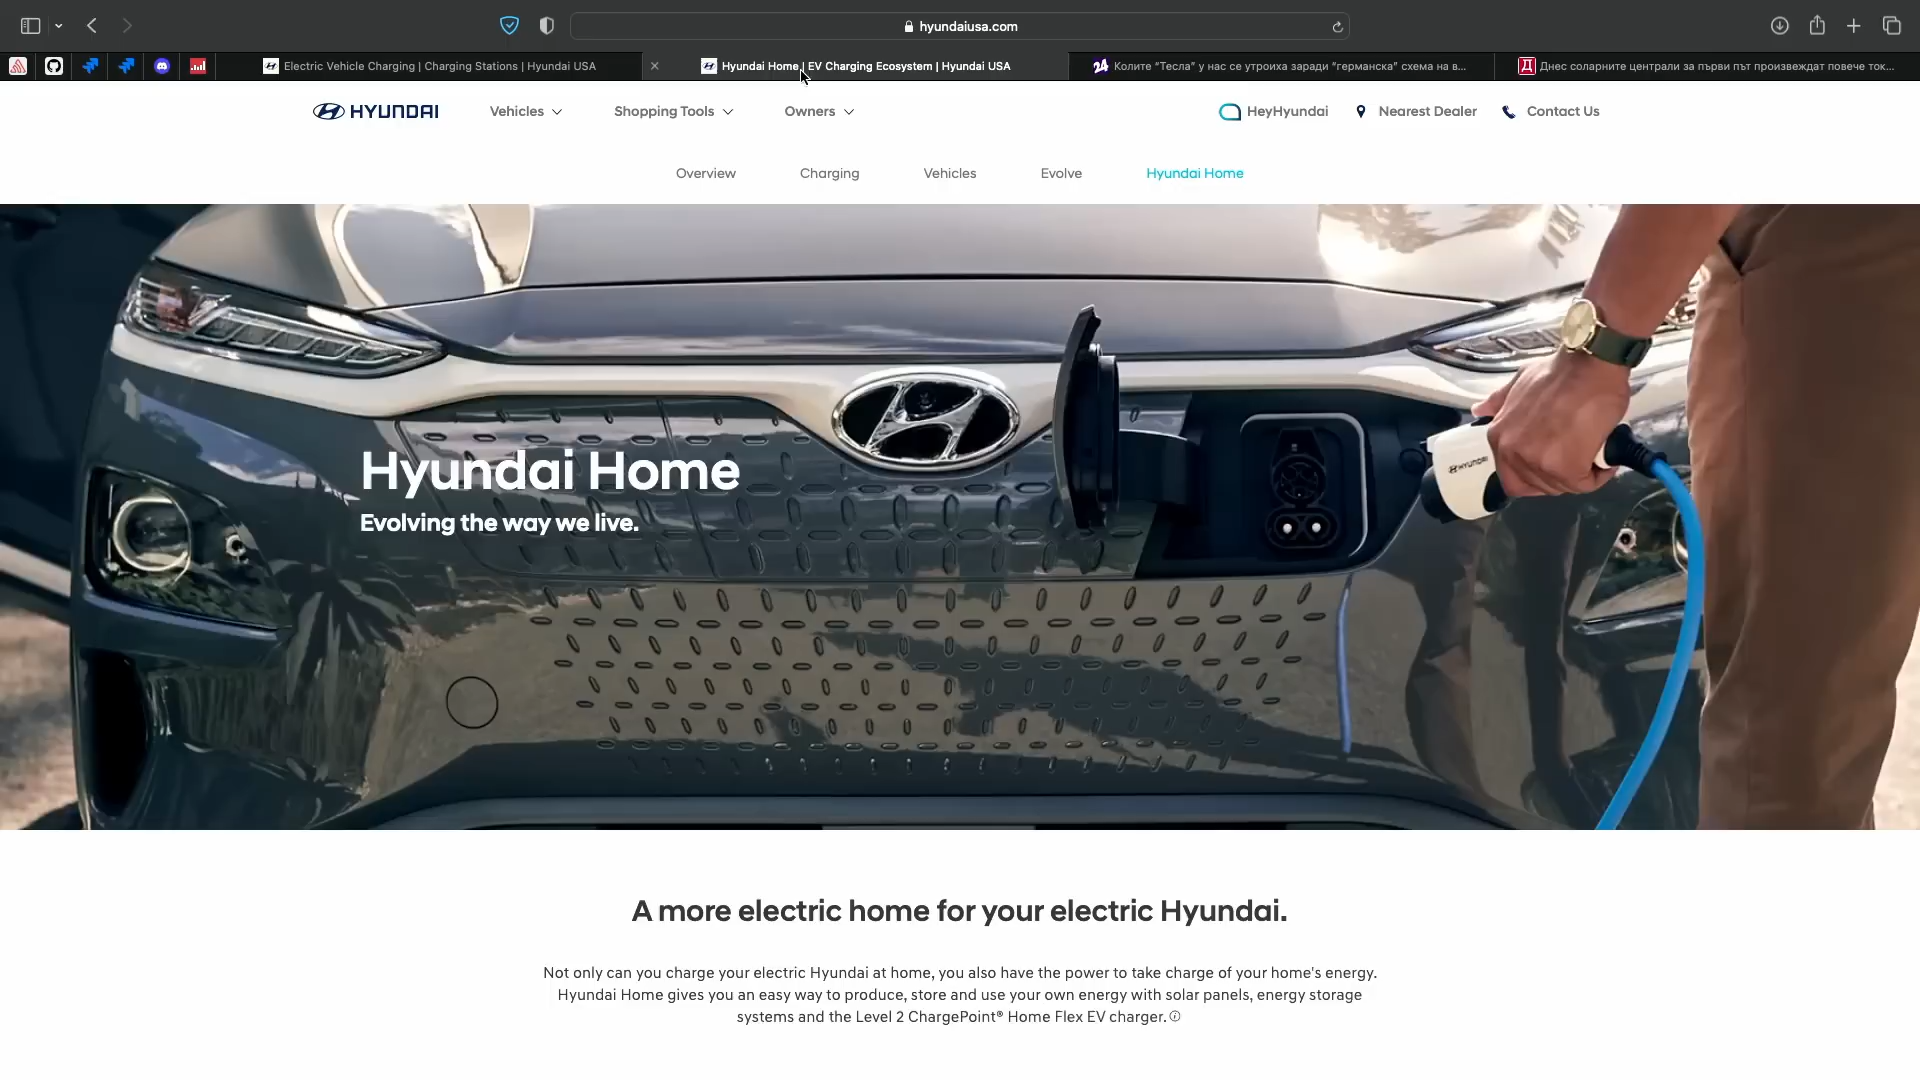 hyundaiusa.com
Electric Vehicle Charging | Charging Stations | Hyundai USA
Hyundai Home | EV Charging Ecosystem | Hyundai USA
24 Колите "Тесла" у нас се утроиха заради "германска" схема на в...
Д Днес соларните централи за първи път произвеждат повече ток...
HYUNDAI
Vehicles
Shopping Tools
Owners
HeyHyundai
Nearest Dealer
Contact Us
Overview
Charging
Vehicles
Evolve
Hyundai Home
HYUNDAI
Hyundai Home
Evolving the way we live.
A more electric home for your electric Hyundai.
Not only can you charge your electric Hyundai at home, you also have the power to take charge of your home's energy.
Hyundai Home gives you an easy way to produce, store and use your own energy with solar panels, energy storage
systems and the Level 2 ChargePoint® Home Flex EV charger.